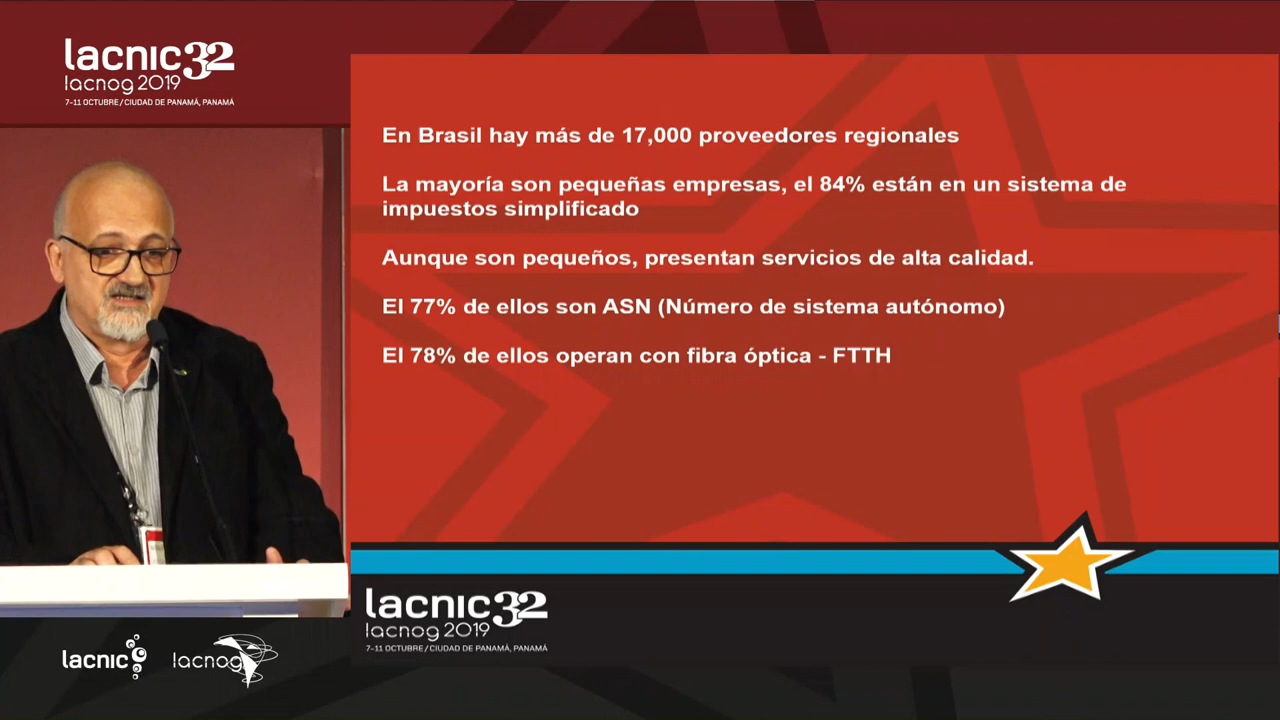 lacnic32
lacnog 2019
7-11 OCTUBRE / CIUDAD DE PANAMÁ, PANAMÁ
En Brasil hay más de 17,000 proveedores regionales
La mayoría son pequeñas empresas, el 84% están en un sistema de
impuestos simplificado
Aunque son pequeños, presentan servicios de alta calidad.
El 77% de ellos son ASN (Número de sistema autónomo)
El 78% de ellos operan con fibra óptica - FTTH
lacnic32
lacnog 2019
7-11 OCTUBRE / CIUDAD DE PANAMÁ, PANAMÁ
lacnic
lacnog